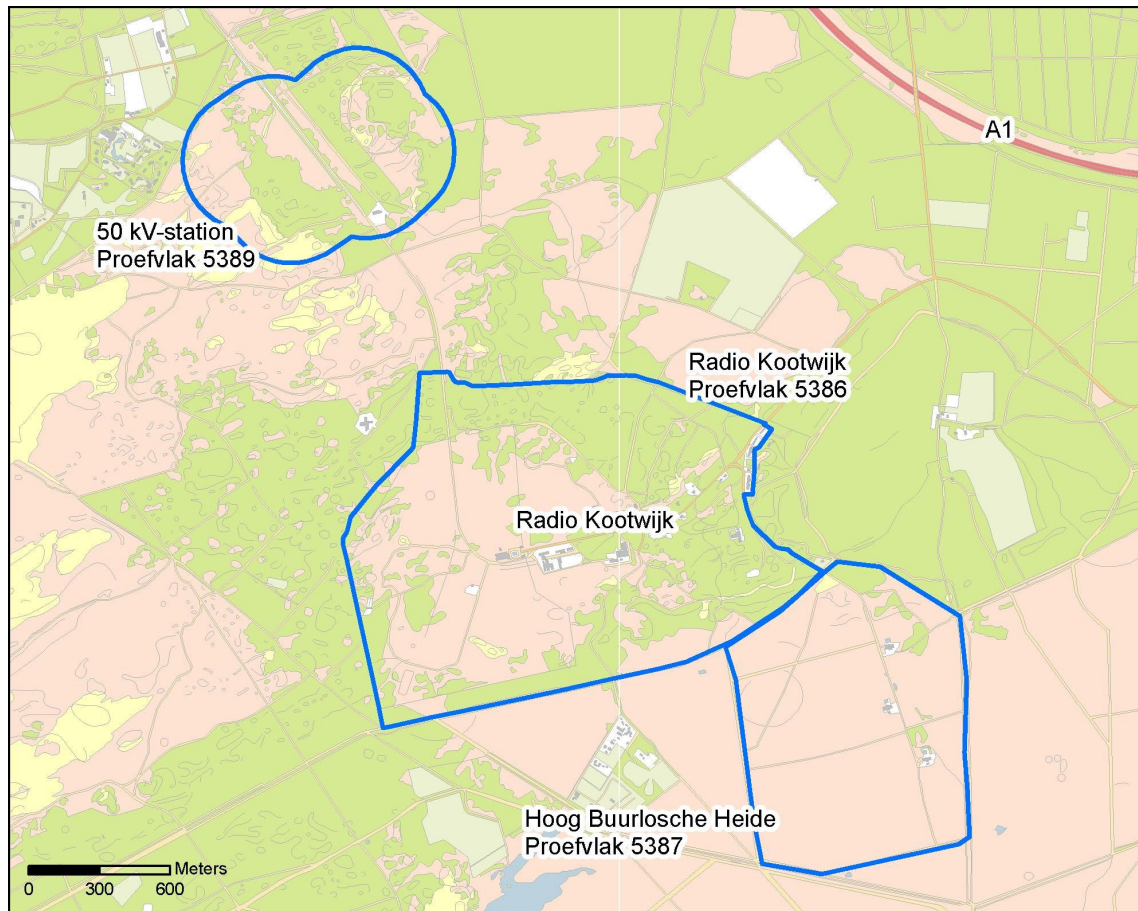 A1
50 kV-station
Proefvlak 5389
Radio Kootwijk
Proefvlak 5386
Radio Kootwijk
Hoog Buurlosche Heide
Proefvlak 5387
Meters
0 300 600